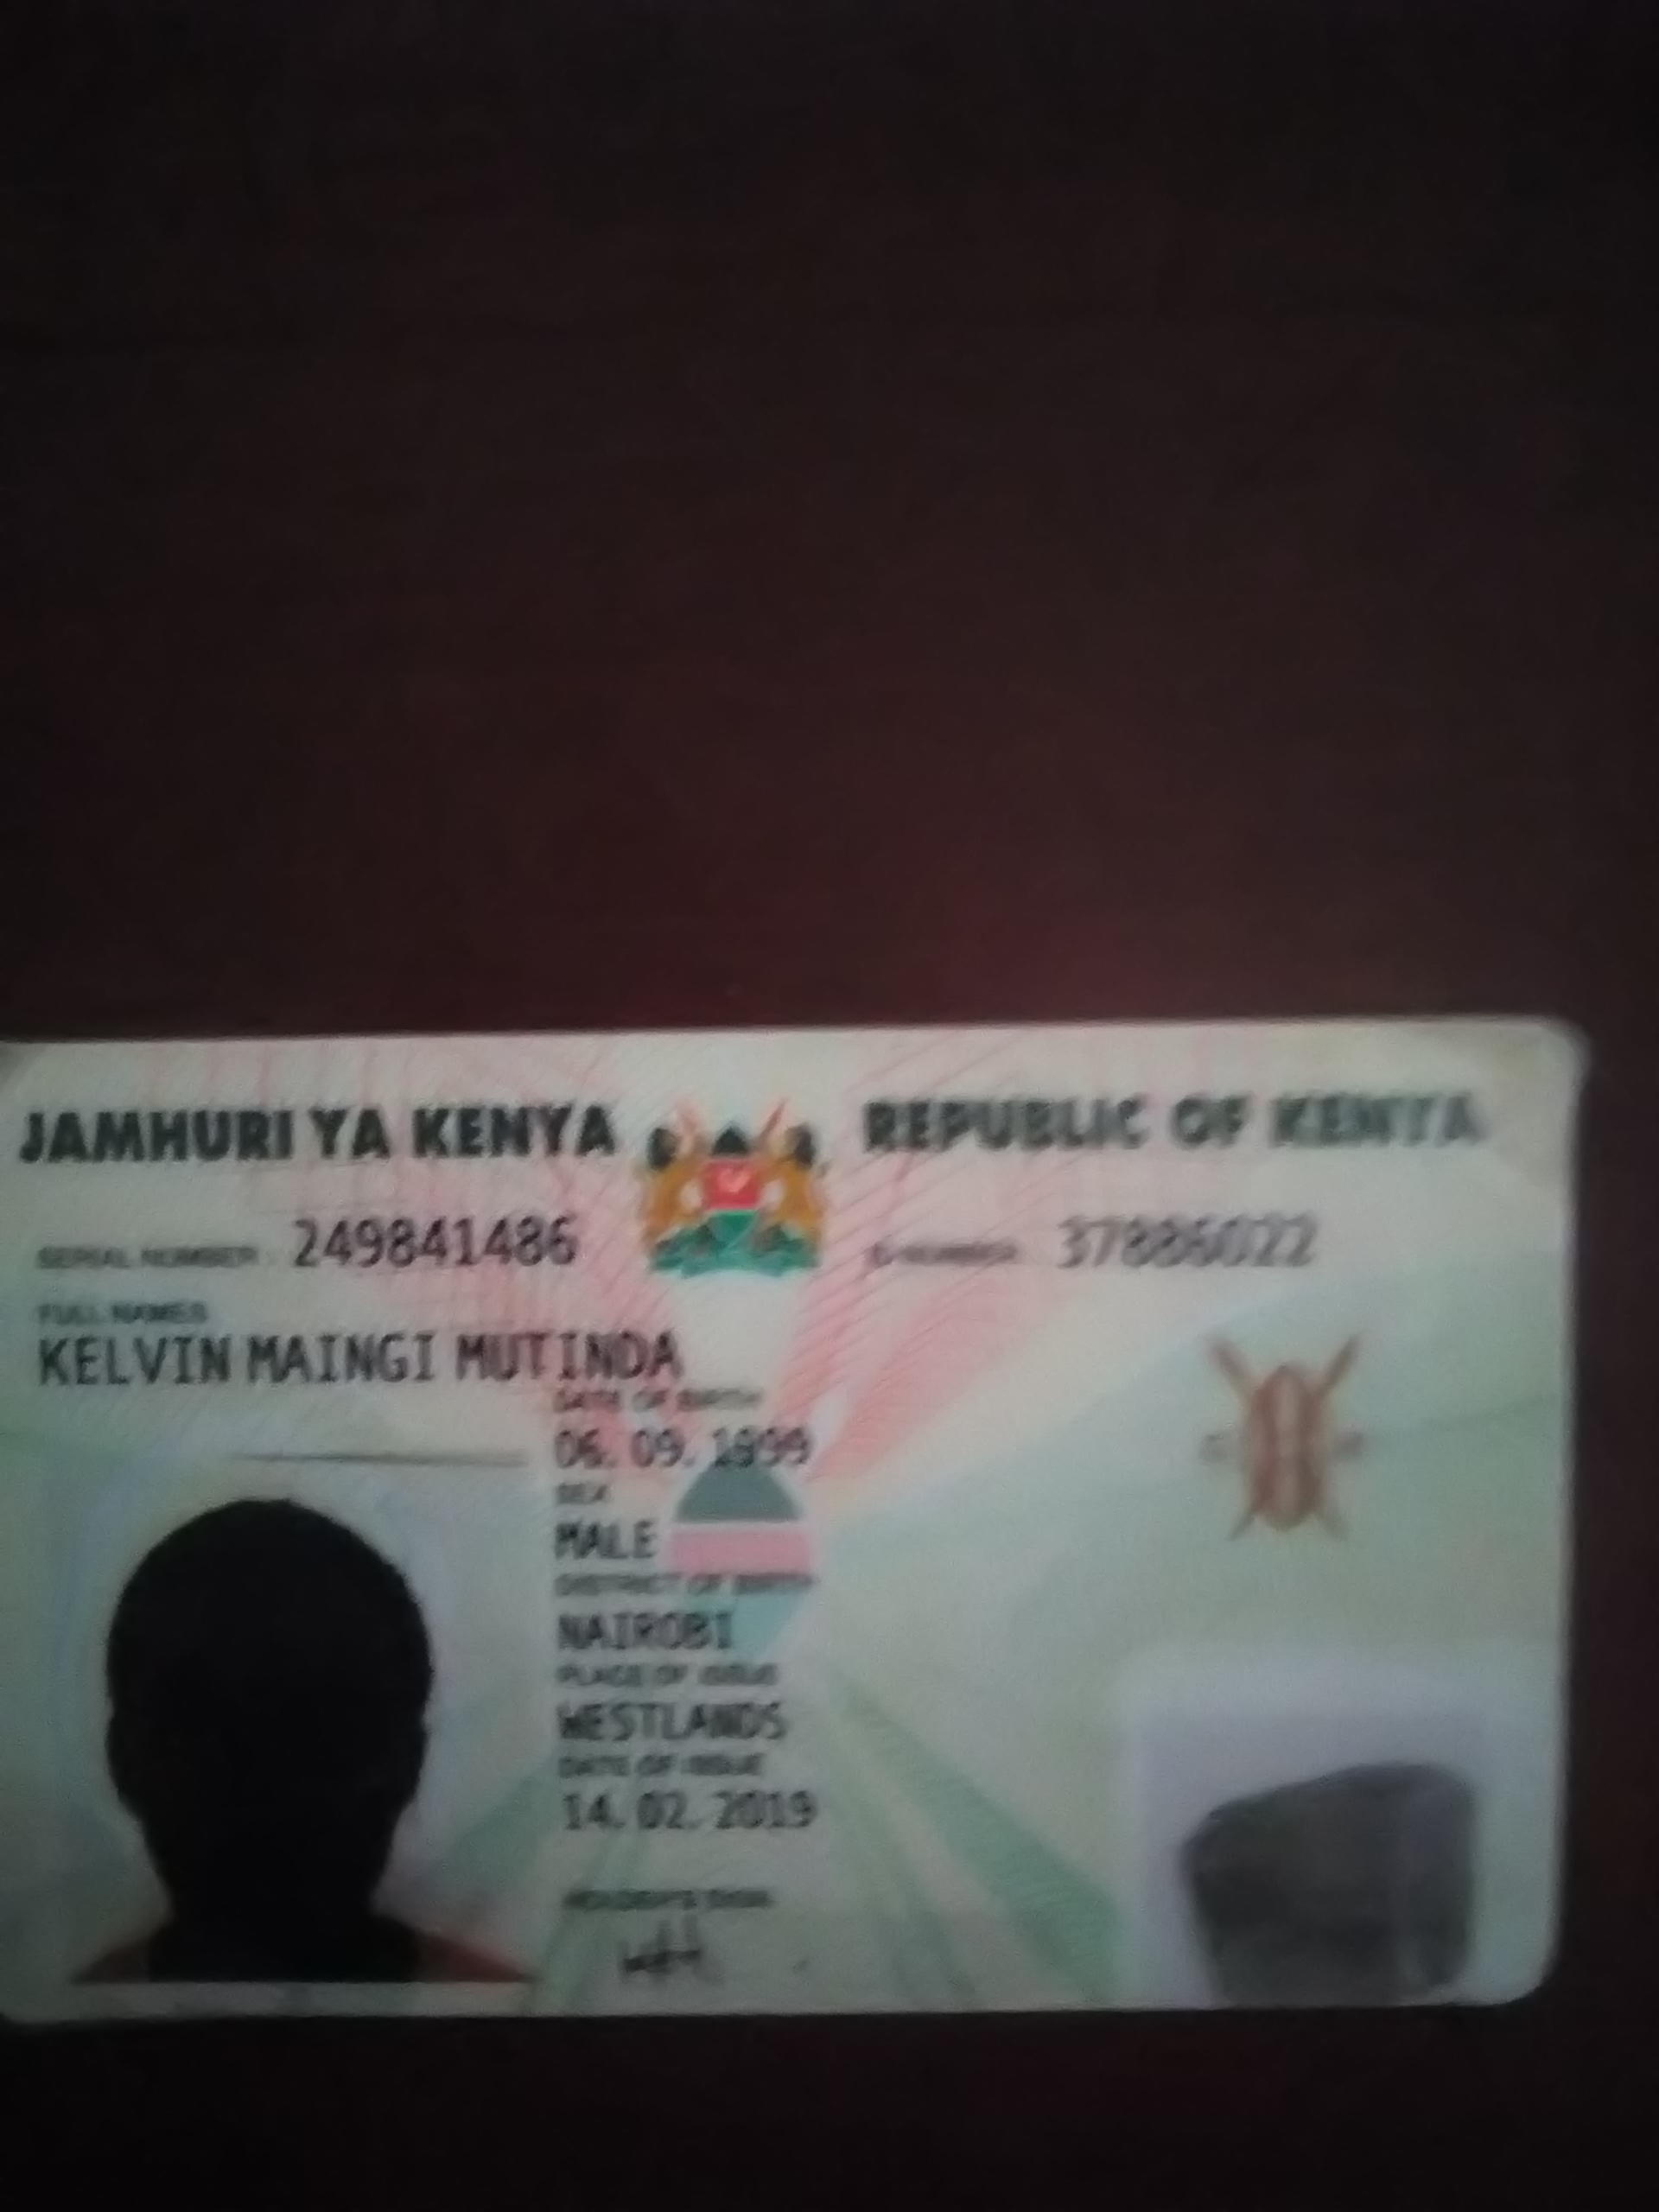 JAMHURI YA KENYA REPUBLIC OF KENYA
SERIAL NUMBER: 249841486 ID NUMBER: 37886022
FULL NAMES
KELVIN MAINGI MUTINDA
DATE OF BIRTH
06. 09. 1999
SEX
MALE
DISTRICT OF BIRTH
NAIROBI
PLACE OF ISSUE
WESTLANDS
DATE OF ISSUE
14. 02. 2019
HOLDER'S SIGN.